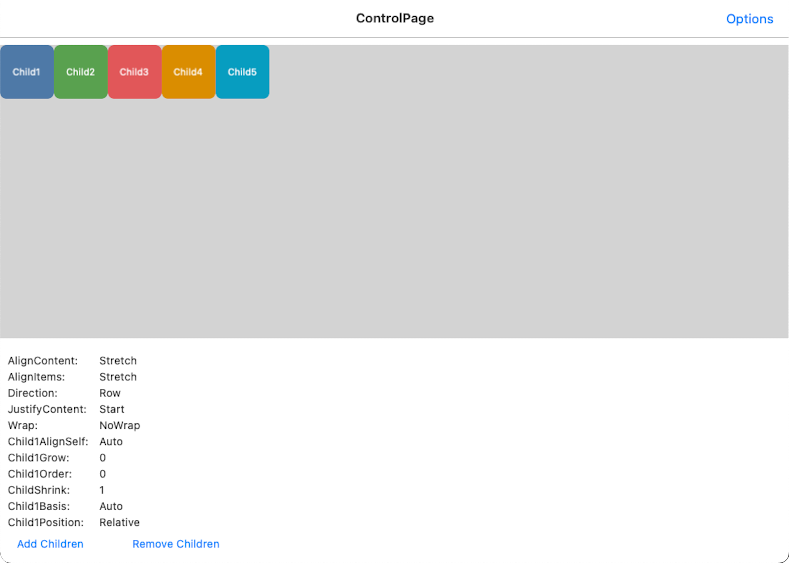 ControlPage
Options
Child1 Child2 Child3 Child4 Child5
AlignContent: Stretch
AlignItems: Stretch
Direction: Row
JustifyContent: Start
Wrap: NoWrap
Child1AlignSelf: Auto
Child1Grow: 0
Child1Order: 0
ChildShrink: 1
Child1Basis: Auto
Child1Position: Relative
Add Children Remove Children